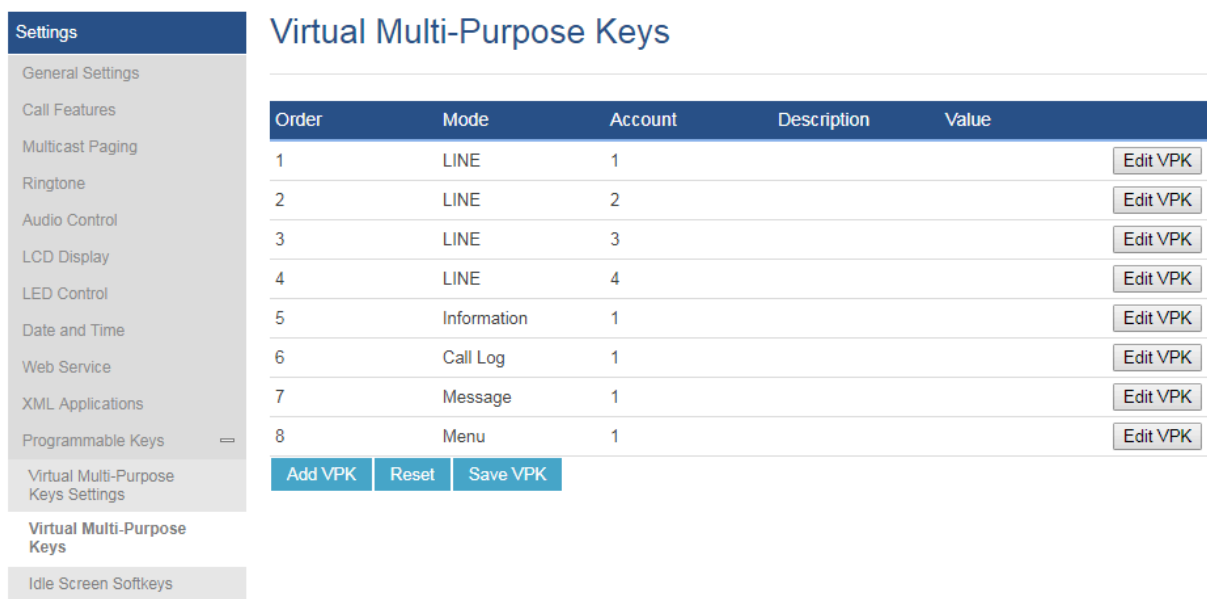 Settings
General Settings
Call Features
Multicast Paging
Ringtone
Audio Control
LCD Display
LED Control
Date and Time
Web Service
XML Applications
Programmable Keys
Virtual Multi-Purpose
Keys Settings
Virtual Multi-Purpose
Keys
Idle Screen Softkeys
Virtual Multi-Purpose Keys
Order Mode Account Description Value
1 LINE 1 Edit VPK
2 LINE 2 Edit VPK
3 LINE 3 Edit VPK
4 LINE 4 Edit VPK
5 Information 1 Edit VPK
6 Call Log 1 Edit VPK
7 Message 1 Edit VPK
8 Menu 1 Edit VPK
Add VPK Reset Save VPK